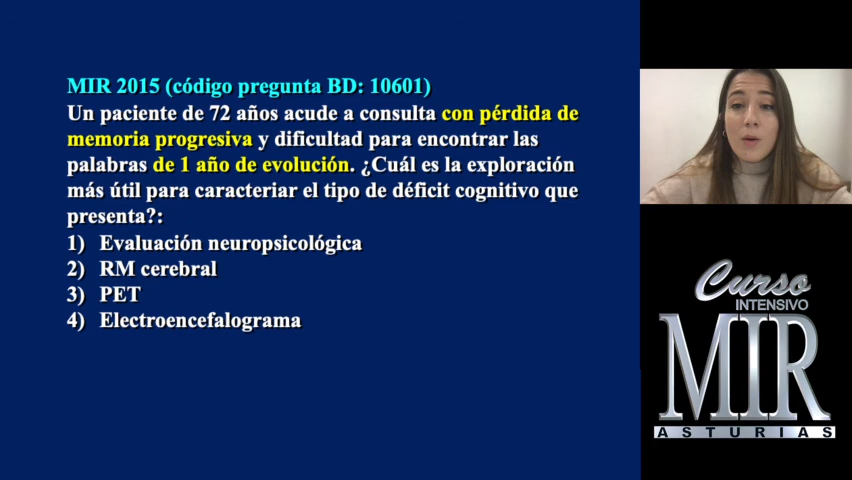 MIR 2015 (código pregunta BD: 10601)
Un paciente de 72 años acude a consulta con pérdida de
memoria progresiva y dificultad para encontrar las
palabras de 1 año de evolución. ¿Cuál es la exploración
más útil para caracteriar el tipo de déficit cognitivo que
presenta?:
1) Evaluación neuropsicológica
2) RM cerebral
3) PET
4) Electroencefalograma
Curso
INTENSIVO
MIR
ASTURIAS